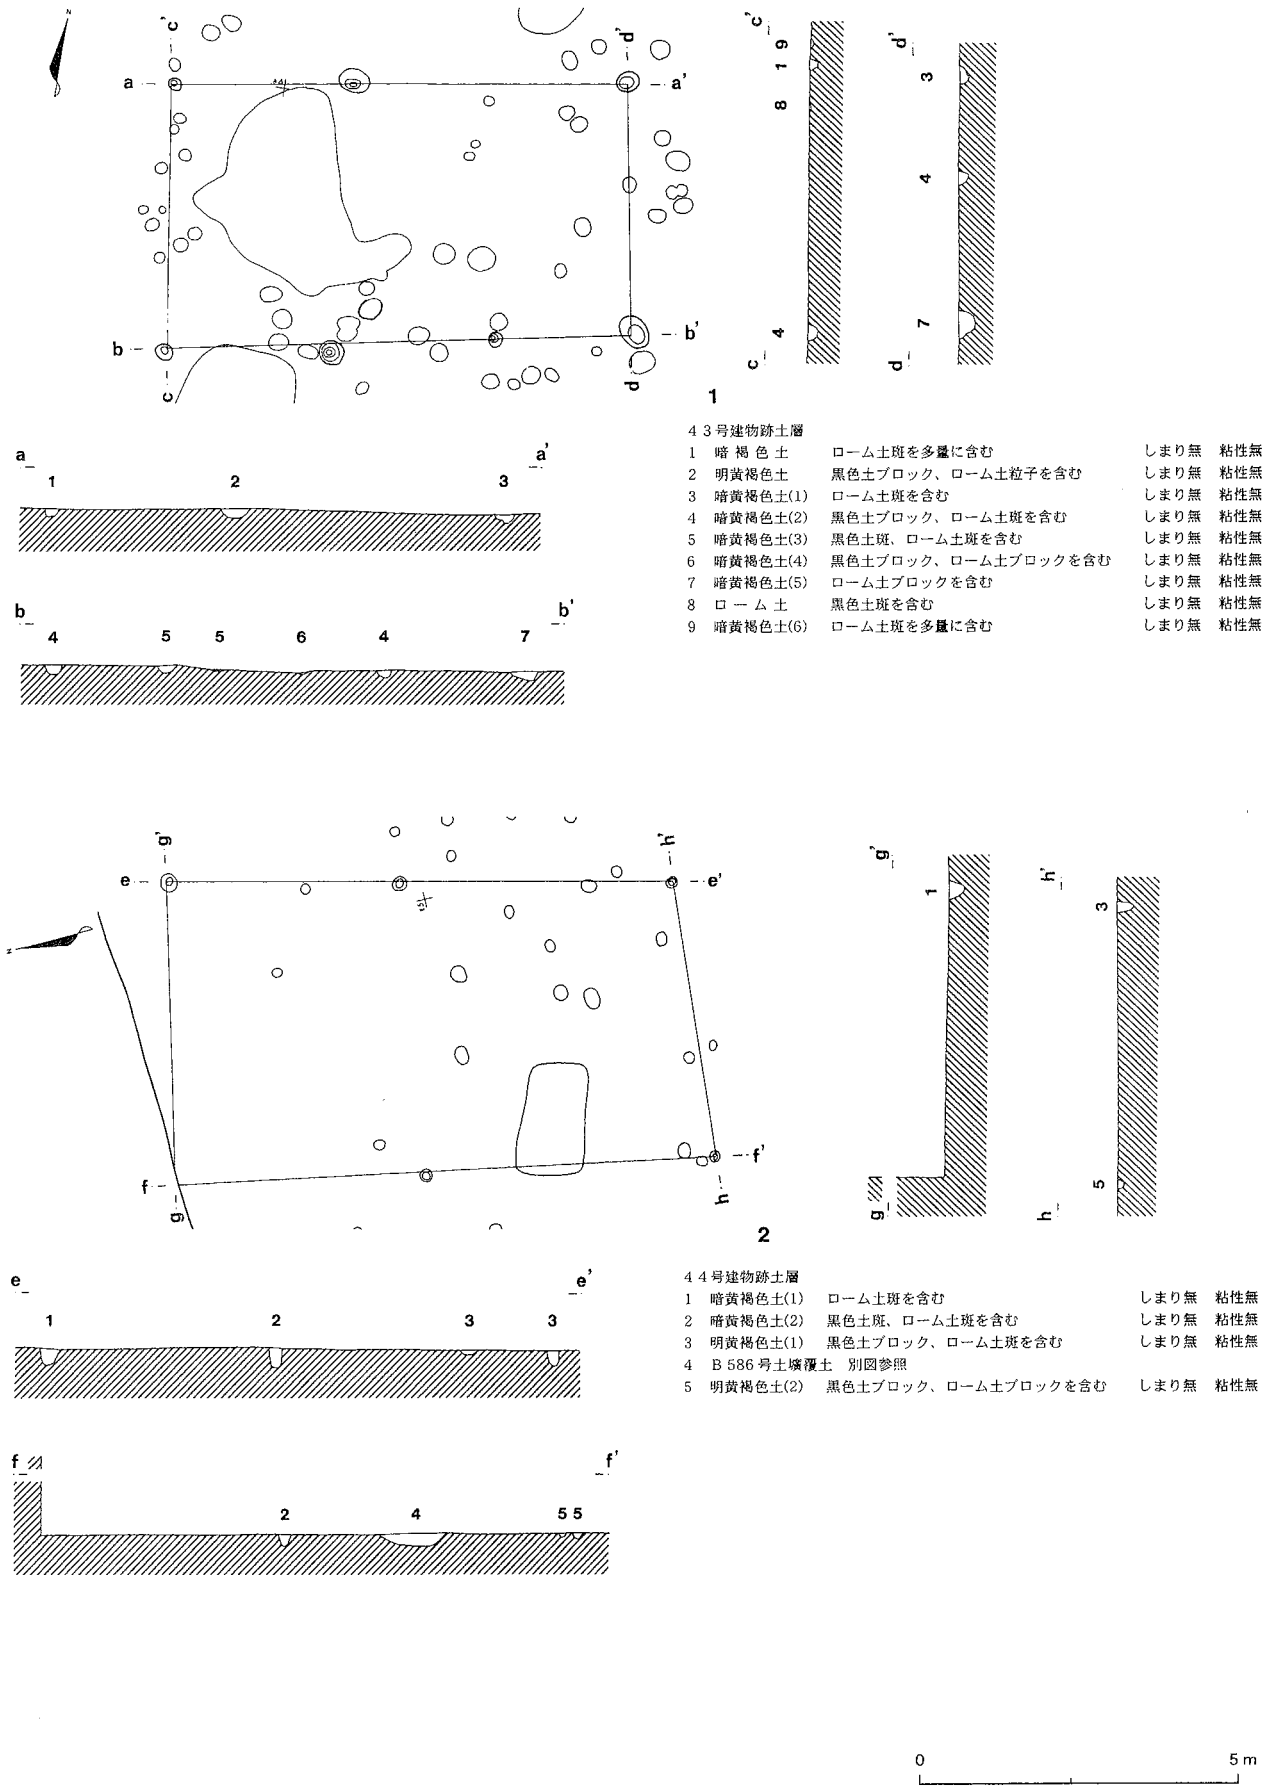 N
c' d'
a a'
441
b b'
c d
c' 9 1 8 4 c
d' 3 4 7 d
1
43号建物跡土層
1 暗褐色土 ローム土斑を多量に含む しまり無 粘性無
2 明黄褐色土 黒色土ブロック、ローム土粒子を含む しまり無 粘性無
3 暗黄褐色土(1) ローム土斑を含む しまり無 粘性無
4 暗黄褐色土(2) 黒色土ブロック、ローム土斑を含む しまり無 粘性無
5 暗黄褐色土(3) 黒色土斑、ローム土斑を含む しまり無 粘性無
6 暗黄褐色土(4) 黒色土ブロック、ローム土ブロックを含む しまり無 粘性無
7 暗黄褐色土(5) ローム土ブロックを含む しまり無 粘性無
8 ローム土 黒色土斑を含む しまり無 粘性無
9 暗黄褐色土(6) ローム土斑を多量に含む しまり無 粘性無
a a'
1 2 3
b b'
4 5 5 6 4 7
g' h'
e e'
N
f f'
g h
g' 1 g
h' 3 5 h
2
44号建物跡土層
1 暗黄褐色土(1) ローム土斑を含む しまり無 粘性無
2 暗黄褐色土(2) 黒色土斑、ローム土斑を含む しまり無 粘性無
3 明黄褐色土(1) 黒色土ブロック、ローム土斑を含む しまり無 粘性無
4 B586号土壙覆土 別図参照
5 明黄褐色土(2) 黒色土ブロック、ローム土ブロックを含む しまり無 粘性無
e e'
1 2 3 3
f f'
2 4 5 5
0 5m